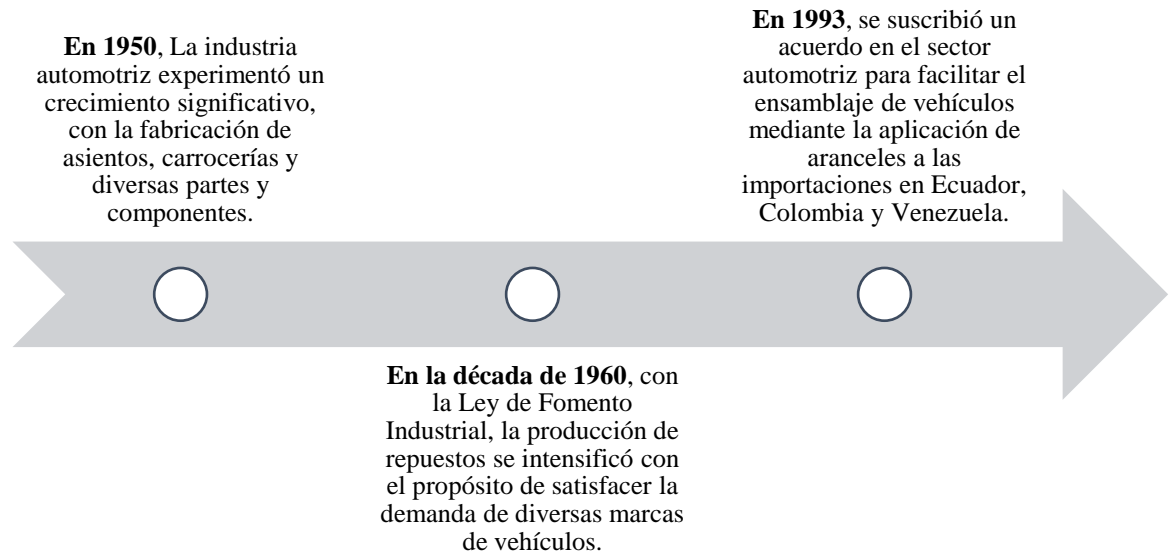 En 1950, La industria
automotriz experimentó un
crecimiento significativo,
con la fabricación de
asientos, carrocerías y
diversas partes y
componentes.
En la década de 1960, con
la Ley de Fomento
Industrial, la producción de
repuestos se intensificó con
el propósito de satisfacer la
demanda de diversas marcas
de vehículos.
En 1993, se suscribió un
acuerdo en el sector
automotriz para facilitar el
ensamblaje de vehículos
mediante la aplicación de
aranceles a las
importaciones en Ecuador,
Colombia y Venezuela.